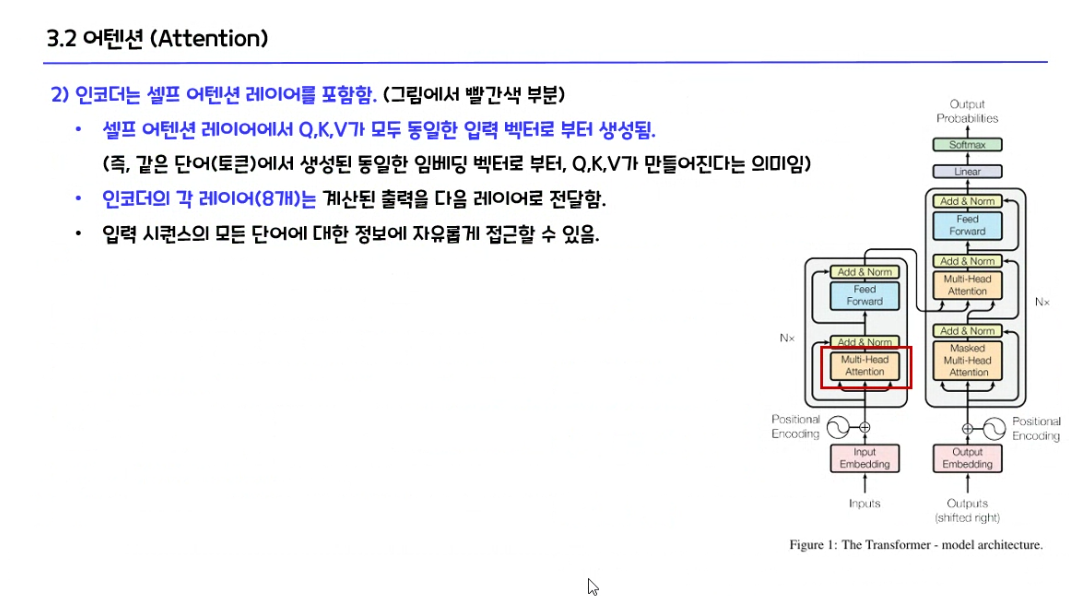 3.2 어텐션 (Attention)
2) 인코더는 셀프 어텐션 레이어를 포함함. (그림에서 빨간색 부분)
• 셀프 어텐션 레이어에서 Q,K,V가 모두 동일한 입력 벡터로 부터 생성됨.
(즉, 같은 단어(토큰)에서 생성된 동일한 임베딩 벡터로 부터, Q,K,V가 만들어진다는 의미임)
• 인코더의 각 레이어(8개)는 계산된 출력을 다음 레이어로 전달함.
• 입력 시퀀스의 모든 단어에 대한 정보에 자유롭게 접근할 수 있음.
Output
Probabilities
Softmax
Linear
Add & Norm
Feed
Forward
Add & Norm
Multi-Head
Attention
Add & Norm
Masked
Multi-Head
Attention
Nx
Positional
Encoding
Output
Embedding
Outputs
(shifted right)
Add & Norm
Feed
Forward
Nx
Add & Norm
Multi-Head
Attention
Positional
Encoding
Input
Embedding
Inputs
Figure 1: The Transformer - model architecture.